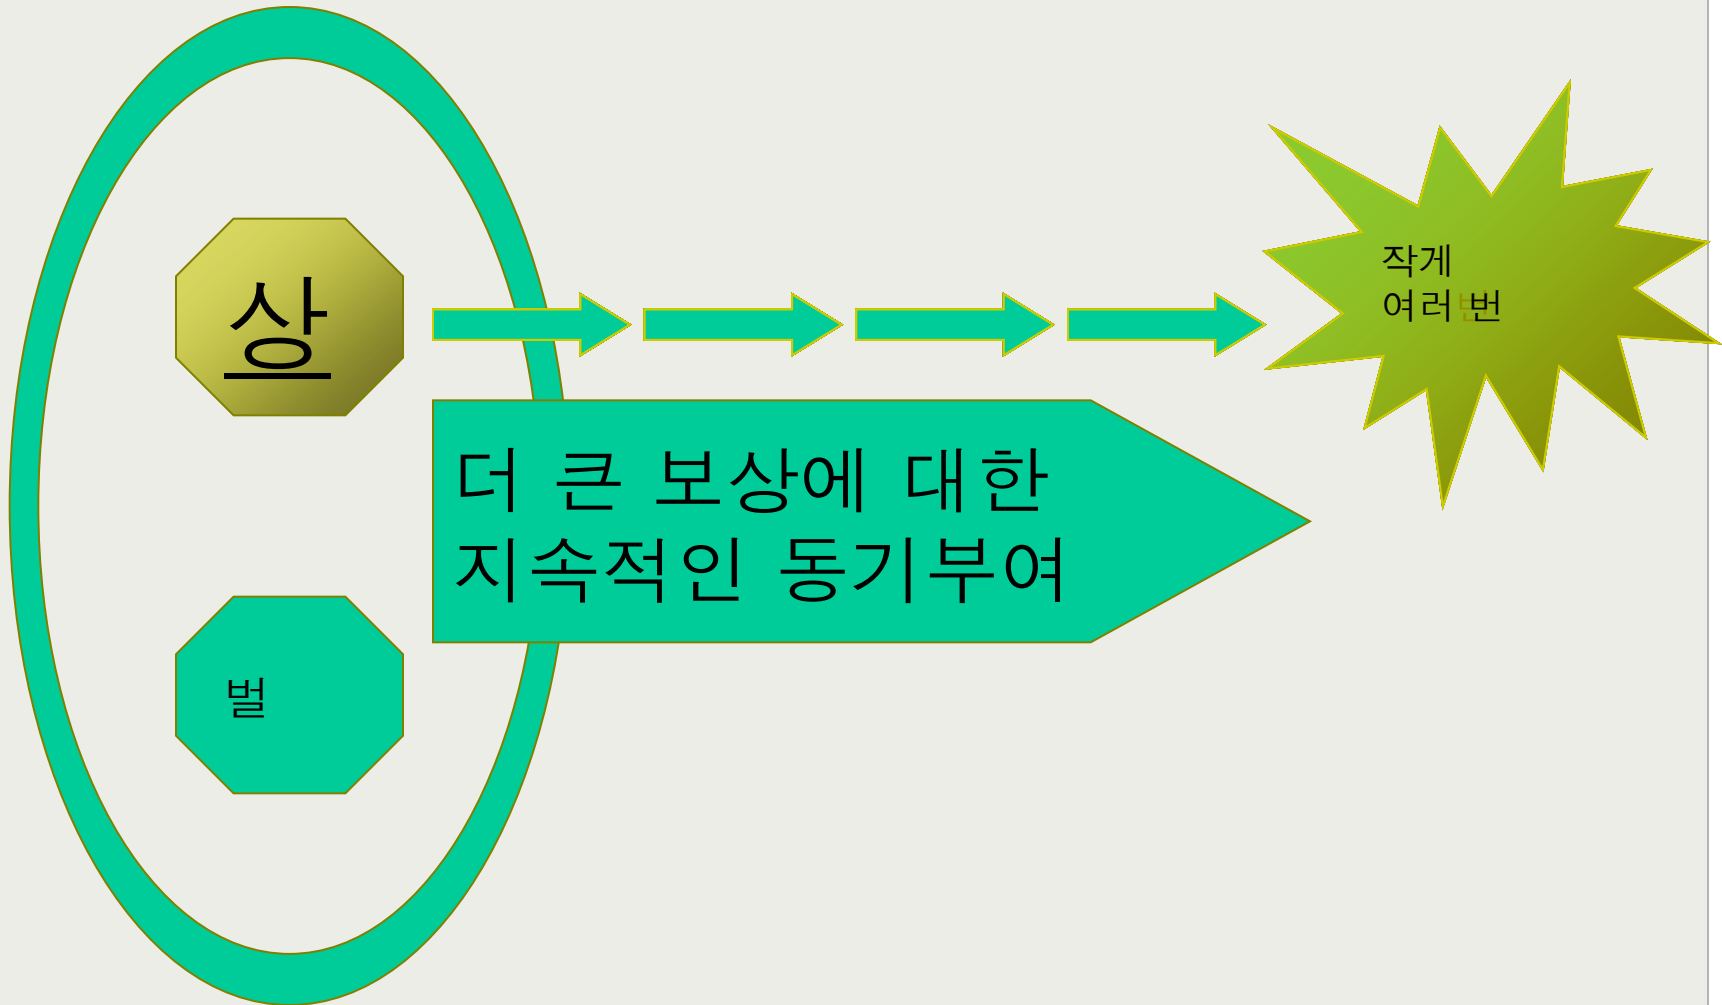 상
작게
여러 번
더 큰 보상에 대한
지속적인 동기부여
벌